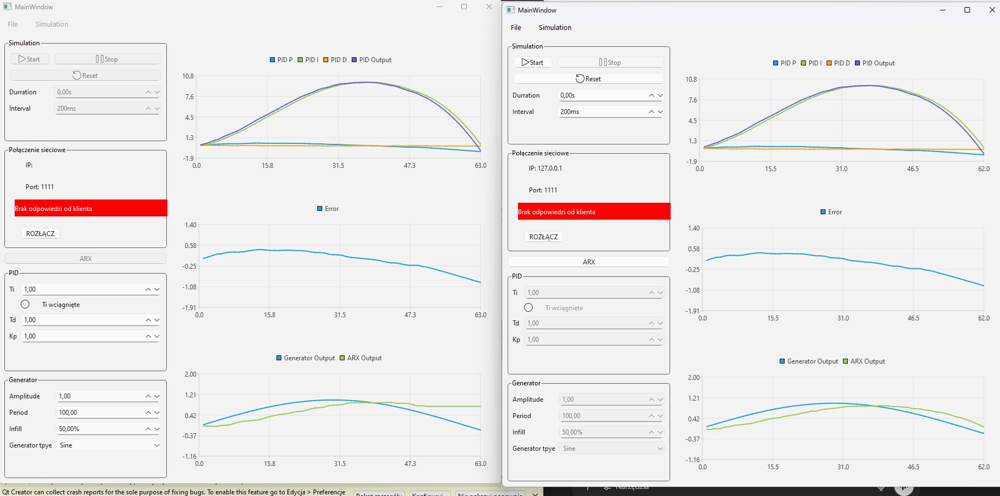 MainWindow
File Simulation
Simulation
Start Stop
Reset
Durration 0,00s
Interval 200ms
Połączenie sieciowe
IP:
Port: 1111
Brak odpowiedzi od klienta
ROZŁĄCZ
ARX
PID
Ti 1,00
Ti wciągnięte
Td 1,00
Kp 1,00
Generator
Amplitude 1,00
Period 100,00
Infill 50,00%
Generator tpye Sine
PID P PID I PID D PID Output
10.8
7.6
4.5
1.3
-1.9
0.0 15.8 31.5 47.3 63.0
Error
1.40
0.58
-0.25
-1.08
-1.91
0.0 15.8 31.5 47.3 63.0
Generator Output ARX Output
2.00
1.21
0.42
-0.37
-1.16
0.0 15.8 31.5 47.3 63.0
MainWindow
File Simulation
Simulation
Start Stop
Reset
Durration 0,00s
Interval 200ms
Połączenie sieciowe
IP: 127.0.0.1
Port: 1111
Brak odpowiedzi od klienta
ROZŁĄCZ
ARX
PID
Ti 1,00
Ti wciągnięte
Td 1,00
Kp 1,00
Generator
Amplitude 1,00
Period 100,00
Infill 50,00%
Generator tpye Sine
PID P PID I PID D PID Output
10.8
7.6
4.5
1.3
-1.9
0.0 15.5 31.0 46.5 62.0
Error
1.40
0.58
-0.25
-1.08
-1.91
0.0 15.5 31.0 46.5 62.0
Generator Output ARX Output
2.00
1.21
0.42
-0.37
-1.16
0.0 15.5 31.0 46.5 62.0
Qt Creator can collect crash reports for the sole purpose of fixing bugs. To enable this feature go to Edycja > Preferencje
Pokaż szczegóły Konfiguruj... Nie pokazuj ponownie
Narzędzia